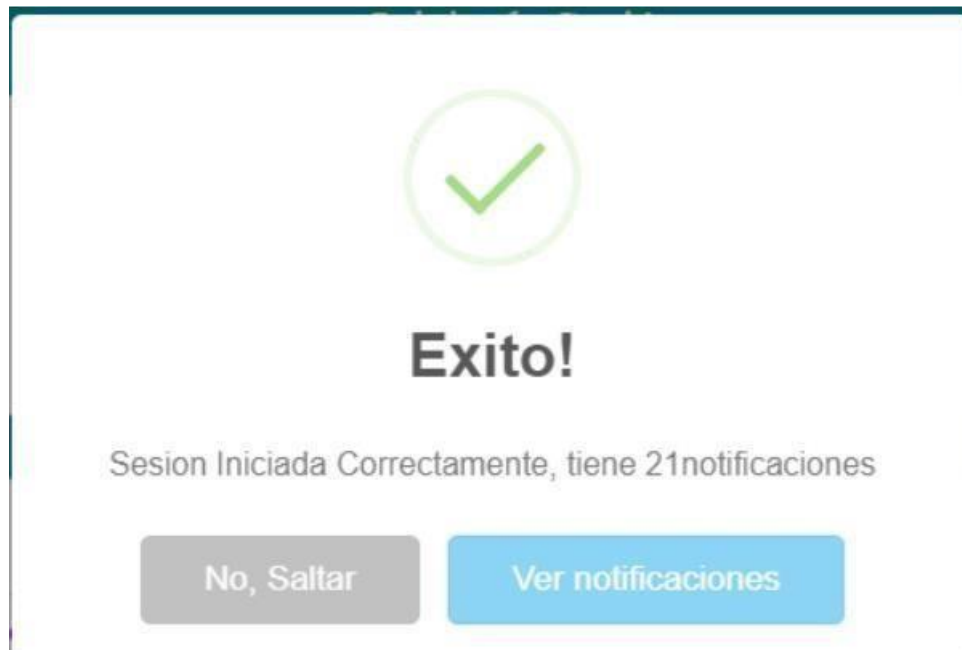 Exito!
Sesion Iniciada Correctamente, tiene 21notificaciones
No, Saltar
Ver notificaciones